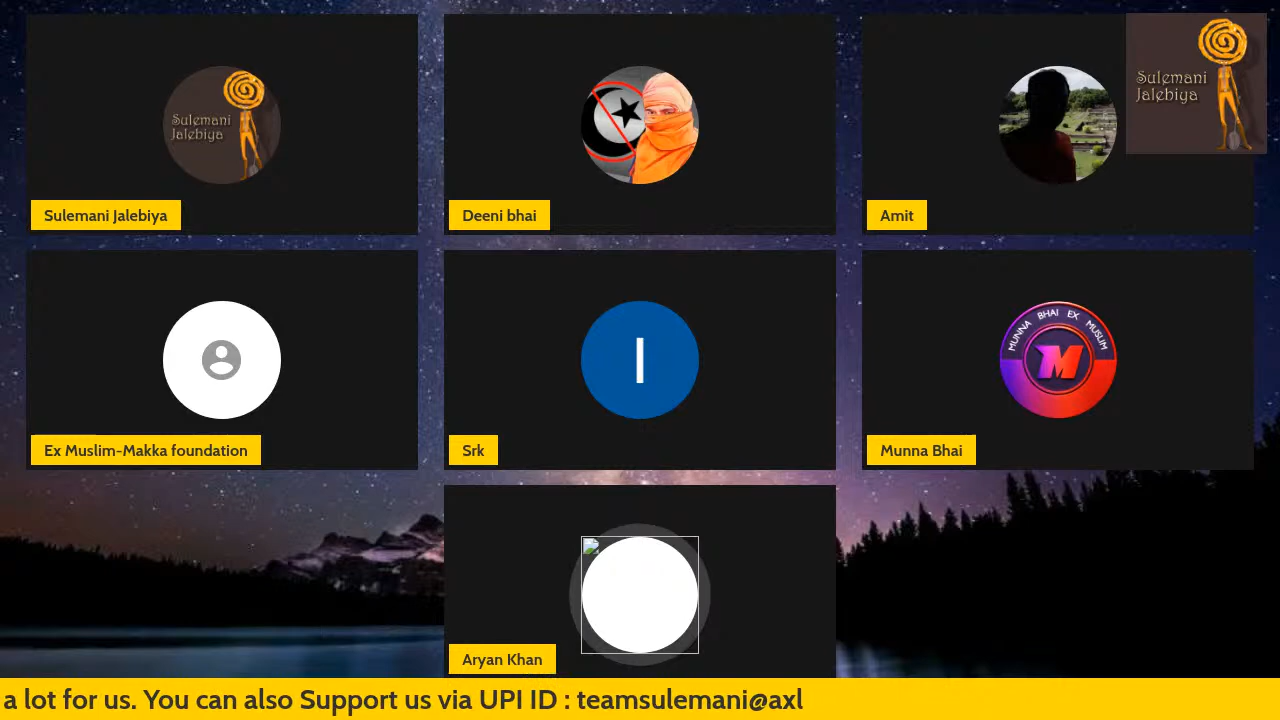 Sulemani
Jalebiya
Sulemani Jalebiya
Deeni bhai
Amit
Sulemani
Jalebiya
Ex Muslim-Makka foundation
I
Srk
MUNNA BHAI EX MUSLIM
M
Munna Bhai
Aryan Khan
a lot for us. You can also Support us via UPI ID : teamsulemani@axl